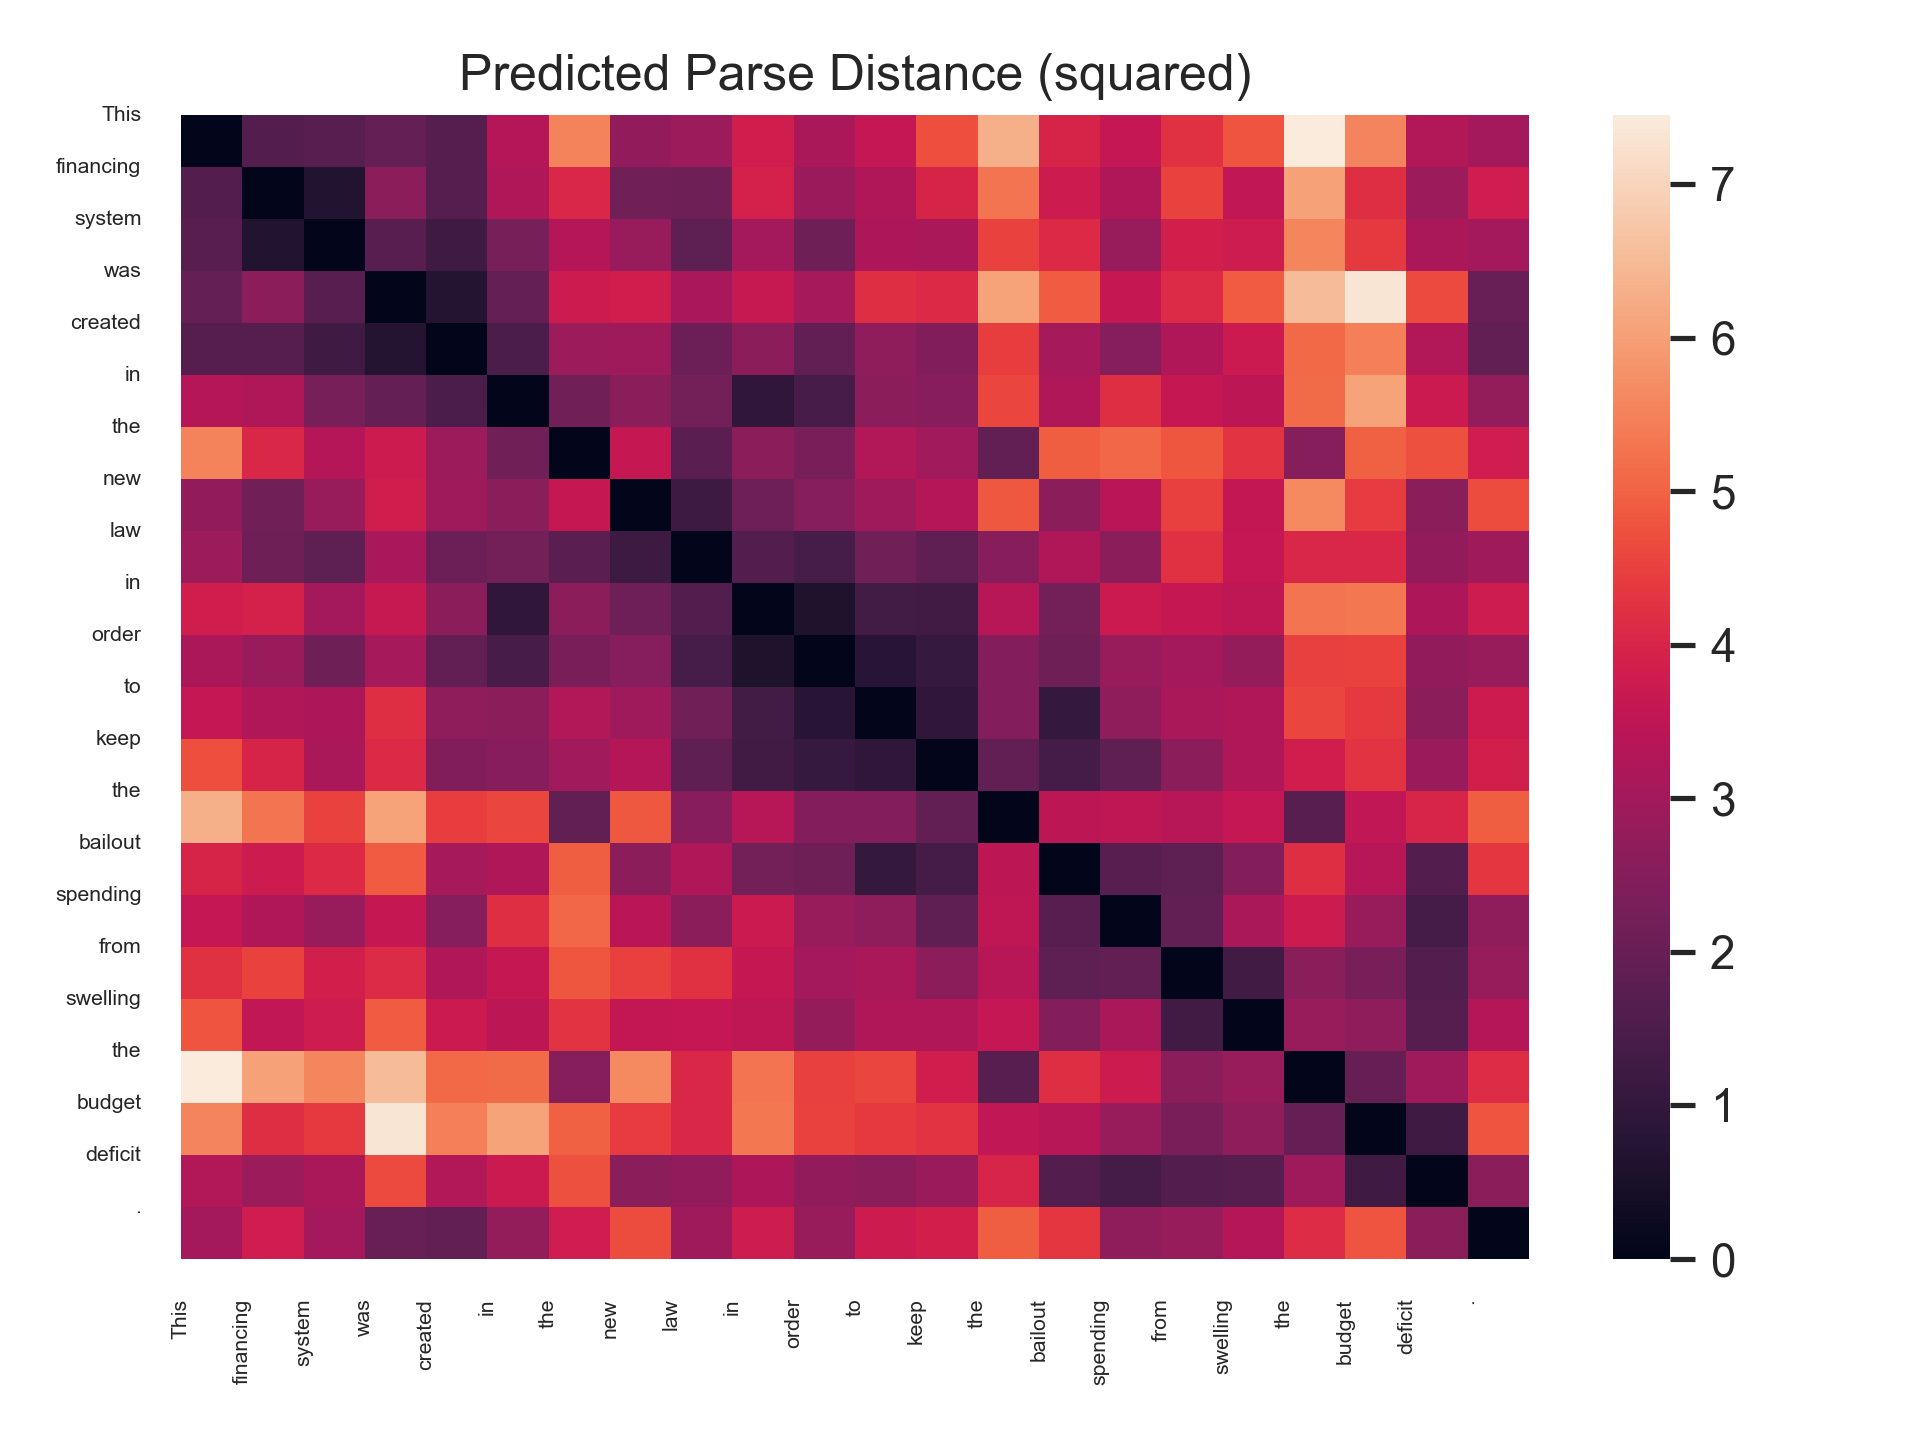 Predicted Parse Distance (squared)
This
financing
system
was
created
in
the
new
law
in
order
to
keep
the
bailout
spending
from
swelling
the
budget
deficit
.
7
6
5
4
3
2
1
0
This
financing
system
was
created
in
the
new
law
in
order
to
keep
the
bailout
spending
from
swelling
the
budget
deficit
.